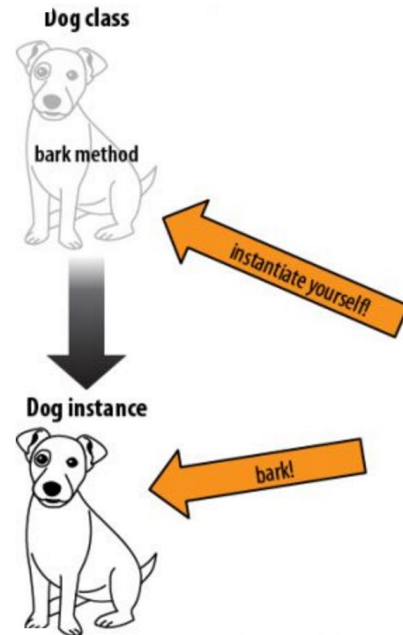 Dog class
bark method
instantiate yourself!
Dog instance
bark!